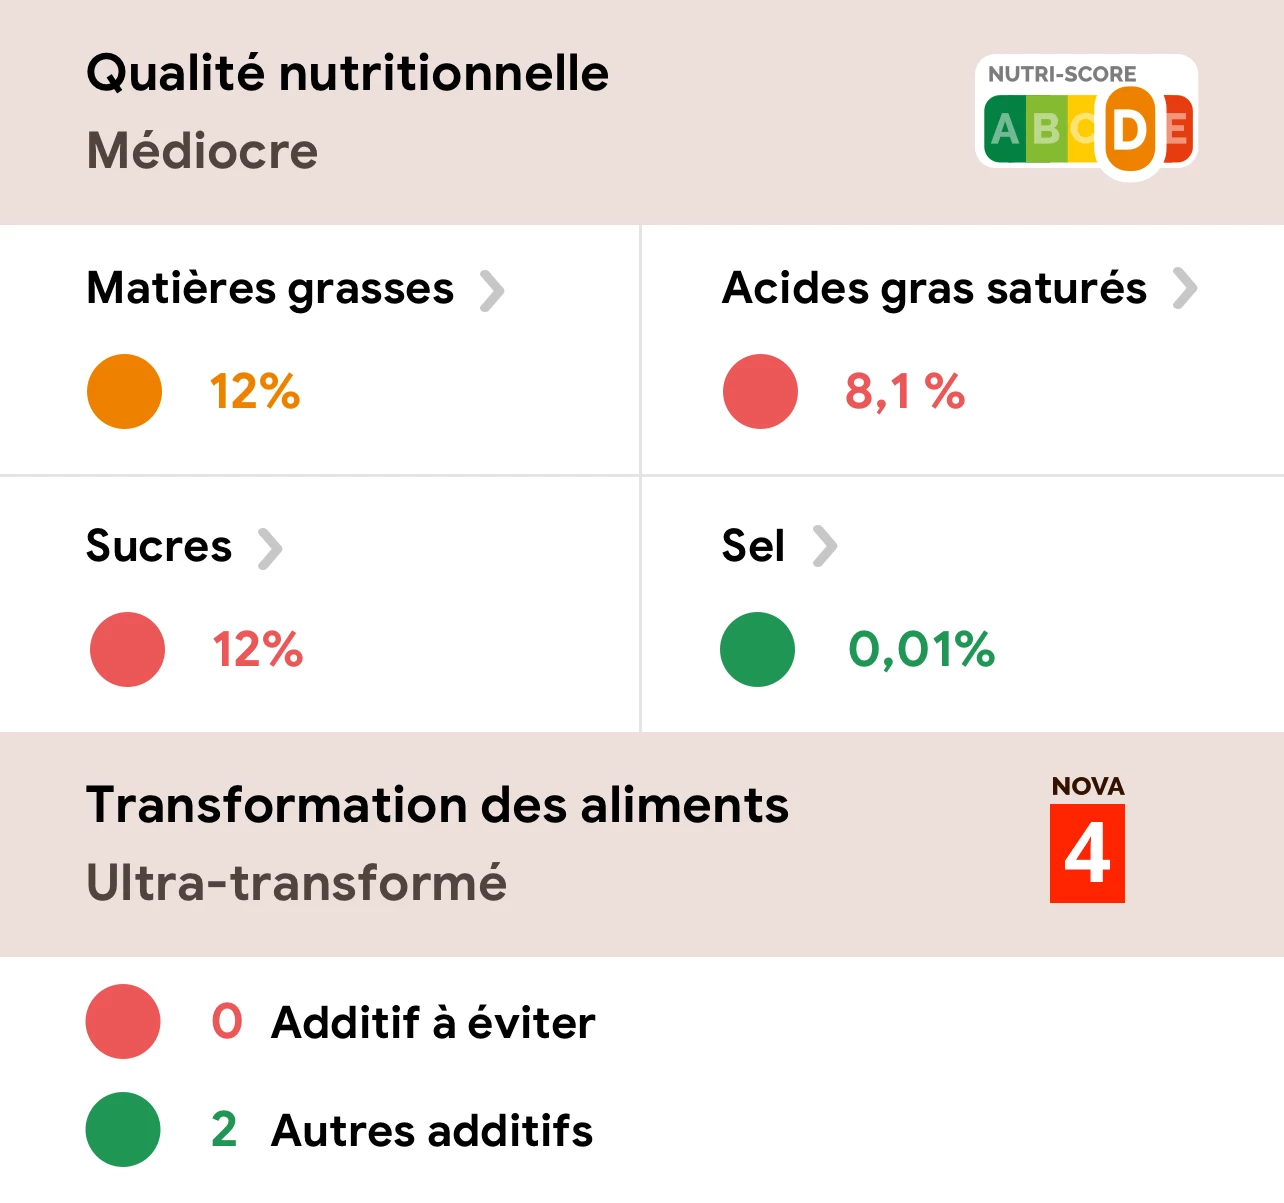 Qualité nutritionnelle
Médiocre
NUTRI-SCORE
A B C D E
Matières grasses
12%
Acides gras saturés
8,1 %
Sucres
12%
Sel
0,01%
Transformation des aliments
Ultra-transformé
NOVA
4
0 Additif à éviter
2 Autres additifs